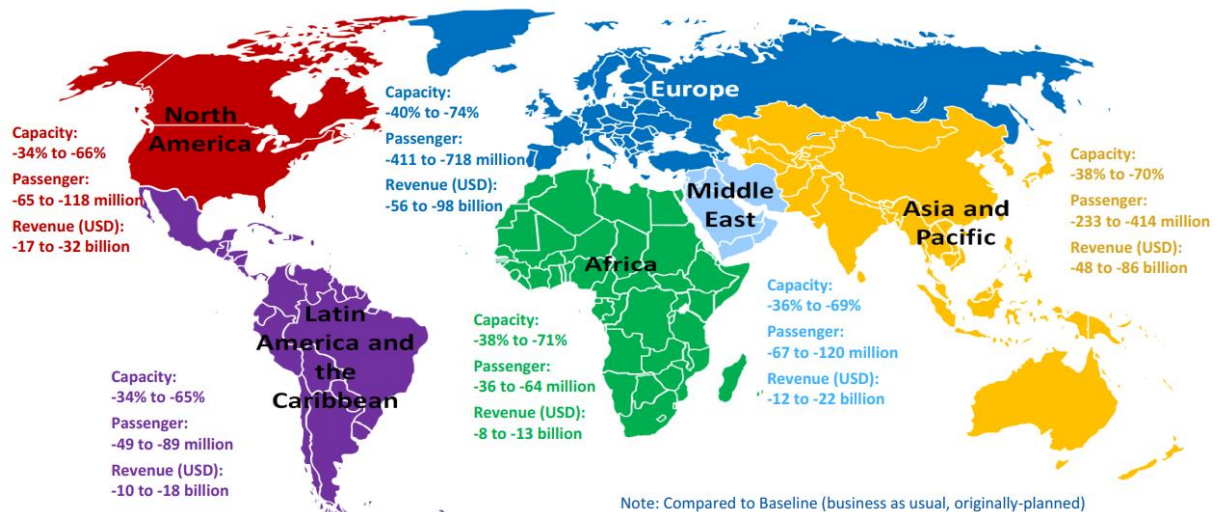 North
America
Capacity:
-34% to -66%
Passenger:
-65 to -118 million
Revenue (USD):
-17 to -32 billion
Capacity:
-40% to -74%
Passenger:
-411 to -718 million
Revenue (USD):
-56 to -98 billion
Europe
Middle
East
Asia and
Pacific
Capacity:
-38% to -70%
Passenger:
-233 to -414 million
Revenue (USD):
-48 to -86 billion
Africa
Capacity:
-36% to -69%
Passenger:
-67 to -120 million
Revenue (USD):
-12 to -22 billion
Latin
America and
the
Caribbean
Capacity:
-34% to -65%
Passenger:
-49 to -89 million
Revenue (USD):
-10 to -18 billion
Capacity:
-38% to -71%
Passenger:
-36 to -64 million
Revenue (USD):
-8 to -13 billion
Note: Compared to Baseline (business as usual, originally-planned)